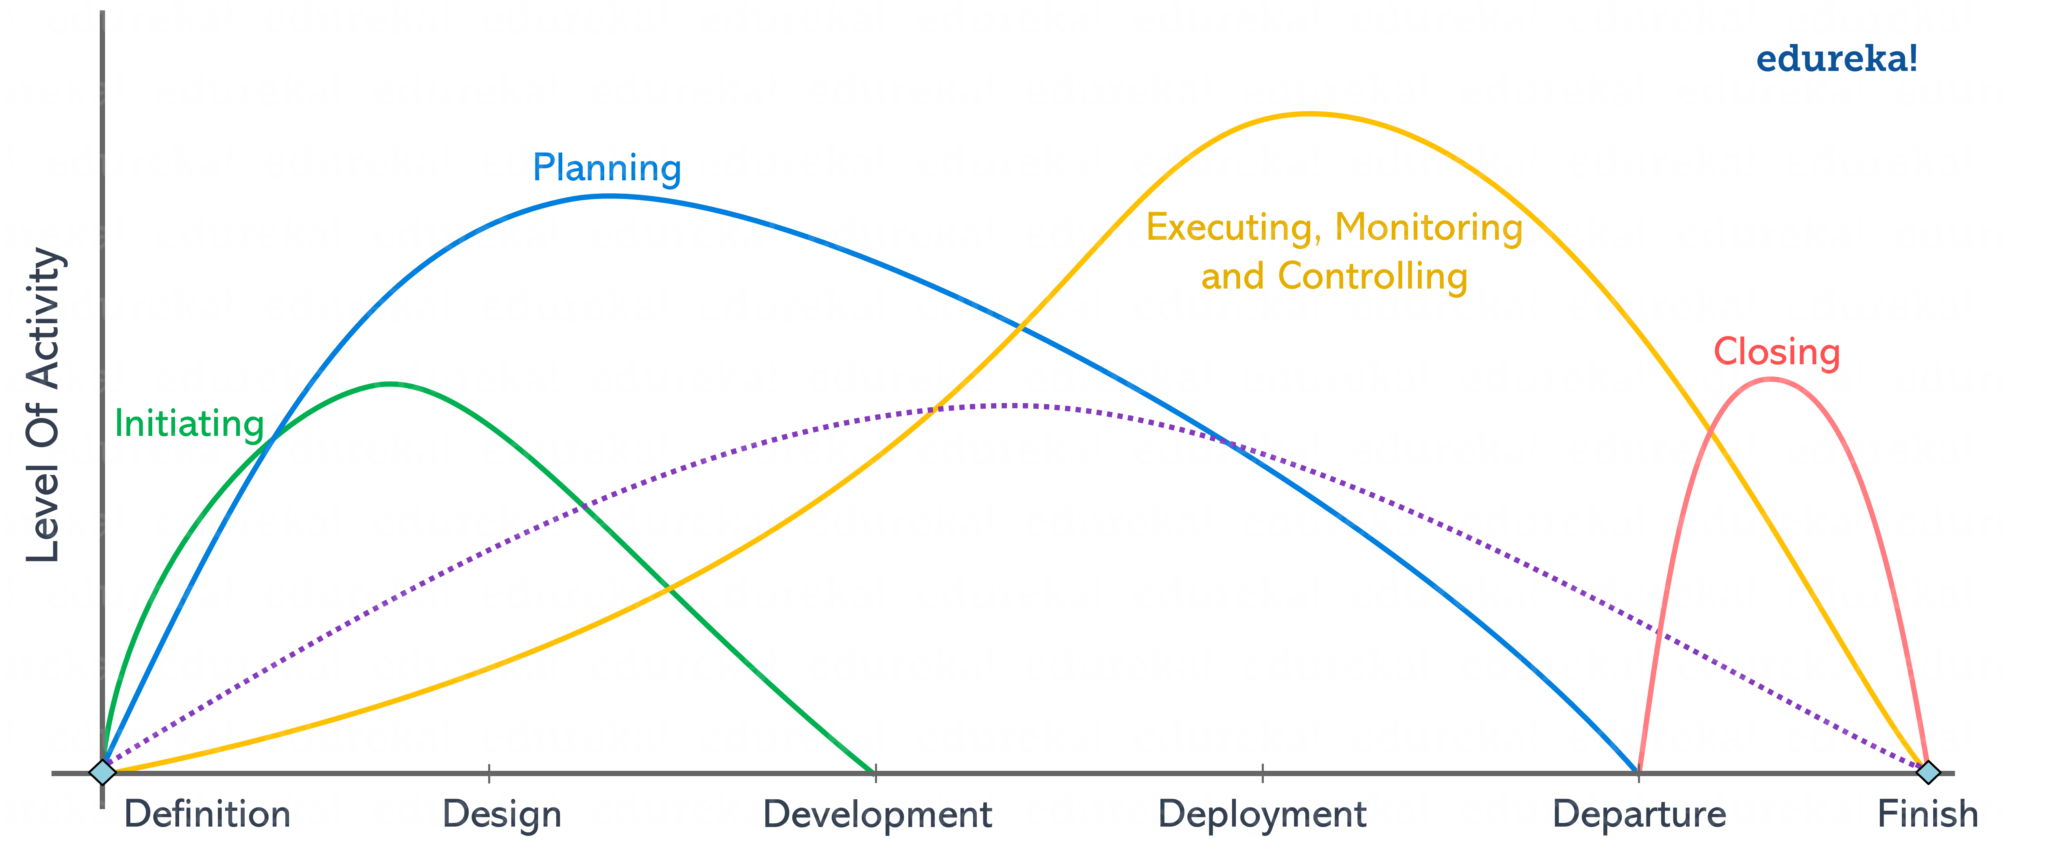 edureka!
Planning
Executing, Monitoring
and Controlling
Closing
Initiating
Level Of Activity
Definition
Design
Development
Deployment
Departure
Finish